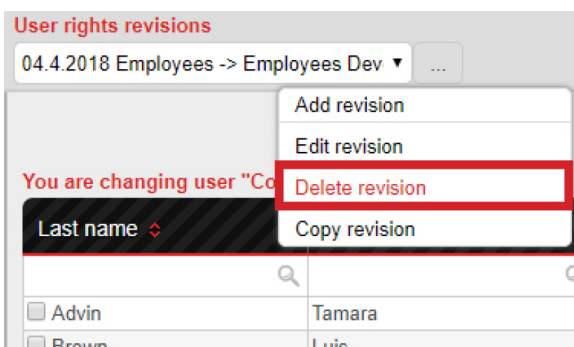 User rights revisions
04.4.2018 Employees -> Employees Dev
...
Add revision
Edit revision
Delete revision
Copy revision
You are changing user "Co
Last name
Advin Tamara
Brown Luis